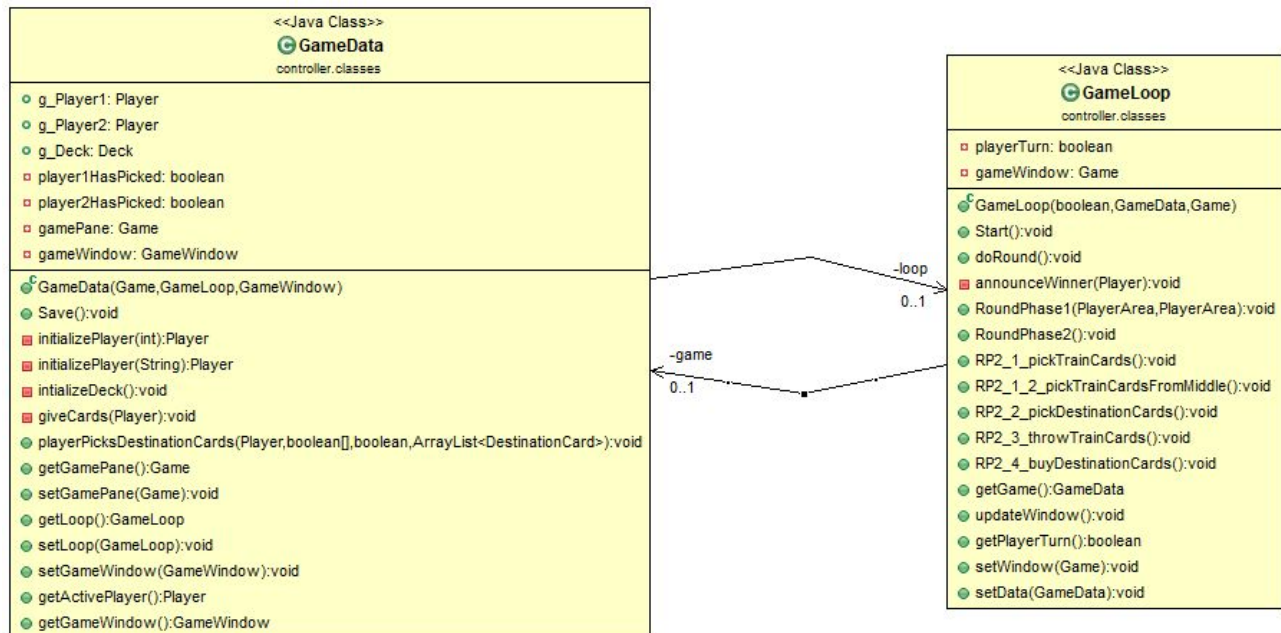 <<Java Class>>
GameData
controller.classes
g_Player1: Player
g_Player2: Player
g_Deck: Deck
player1HasPicked: boolean
player2HasPicked: boolean
gamePane: Game
gameWindow: GameWindow
GameData(Game,GameLoop,GameWindow)
Save():void
initializePlayer(int):Player
initializePlayer(String):Player
intializeDeck():void
giveCards(Player):void
playerPicksDestinationCards(Player,boolean[],boolean,ArrayList<DestinationCard>):void
getGamePane():Game
setGamePane(Game):void
getLoop():GameLoop
setLoop(GameLoop):void
setGameWindow(GameWindow):void
getActivePlayer():Player
getGameWindow():GameWindow
-loop
0..1
-game
0..1
<<Java Class>>
GameLoop
controller.classes
playerTurn: boolean
gameWindow: Game
GameLoop(boolean,GameData,Game)
Start():void
doRound():void
announceWinner(Player):void
RoundPhase1(PlayerArea,PlayerArea):void
RoundPhase2():void
RP2_1_pickTrainCards():void
RP2_1_2_pickTrainCardsFromMiddle():void
RP2_2_pickDestinationCards():void
RP2_3_throwTrainCards():void
RP2_4_buyDestinationCards():void
getGame():GameData
updateWindow():void
getPlayerTurn():boolean
setWindow(Game):void
setData(GameData):void